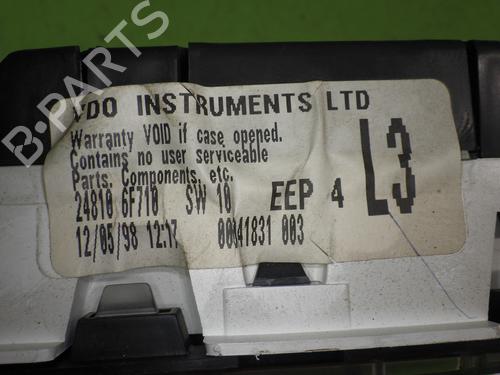 B-PARTS
VDO INSTRUMENTS LTD
Warranty VOID if case opened.
Contains no user serviceable
Parts, Components, etc.
24810 6F710 SW 10 EEP 4 L3
12/05/98 12:17 00041831 003